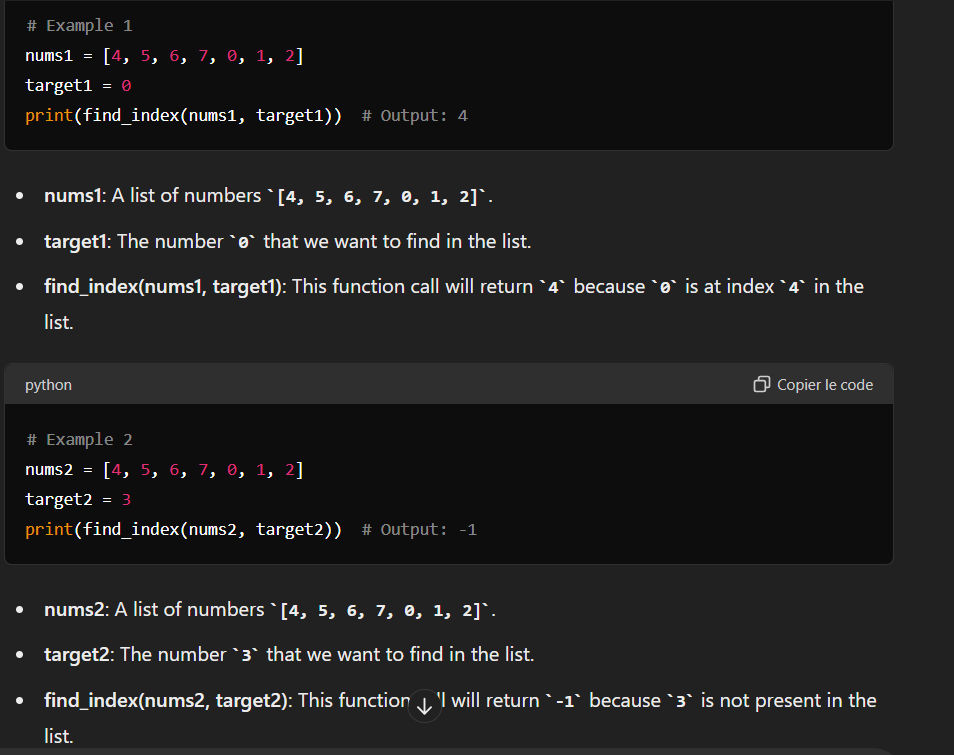 # Example 1
nums1 = [4, 5, 6, 7, 0, 1, 2]
target1 = 0
print(find_index(nums1, target1))  # Output: 4
• nums1: A list of numbers `[4, 5, 6, 7, 0, 1, 2]`.
• target1: The number `0` that we want to find in the list.
• find_index(nums1, target1): This function call will return `4` because `0` is at index `4` in the
list.
python Copier le code
# Example 2
nums2 = [4, 5, 6, 7, 0, 1, 2]
target2 = 3
print(find_index(nums2, target2))  # Output: -1
• nums2: A list of numbers `[4, 5, 6, 7, 0, 1, 2]`.
• target2: The number `3` that we want to find in the list.
• find_index(nums2, target2): This function will return `-1` because `3` is not present in the
list.